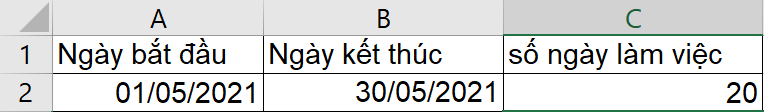 A B C
1 Ngày bắt đầu Ngày kết thúc số ngày làm việc
2 01/05/2021 30/05/2021 20